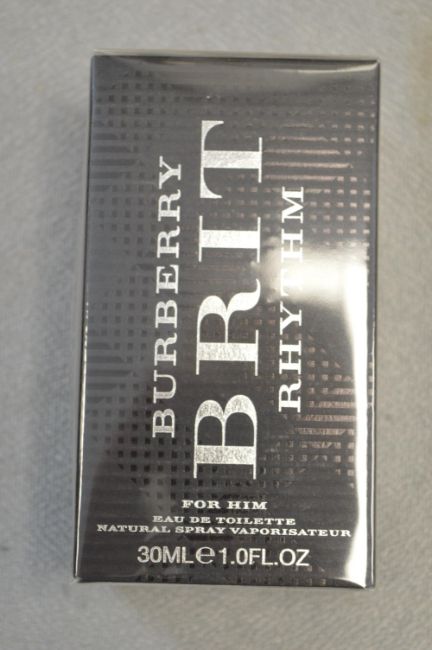 BURBERRY
BRIT
RHYTHM
FOR HIM
EAU DE TOILETTE
NATURAL SPRAY VAPORISATEUR
30ML℮1.0FL.OZ